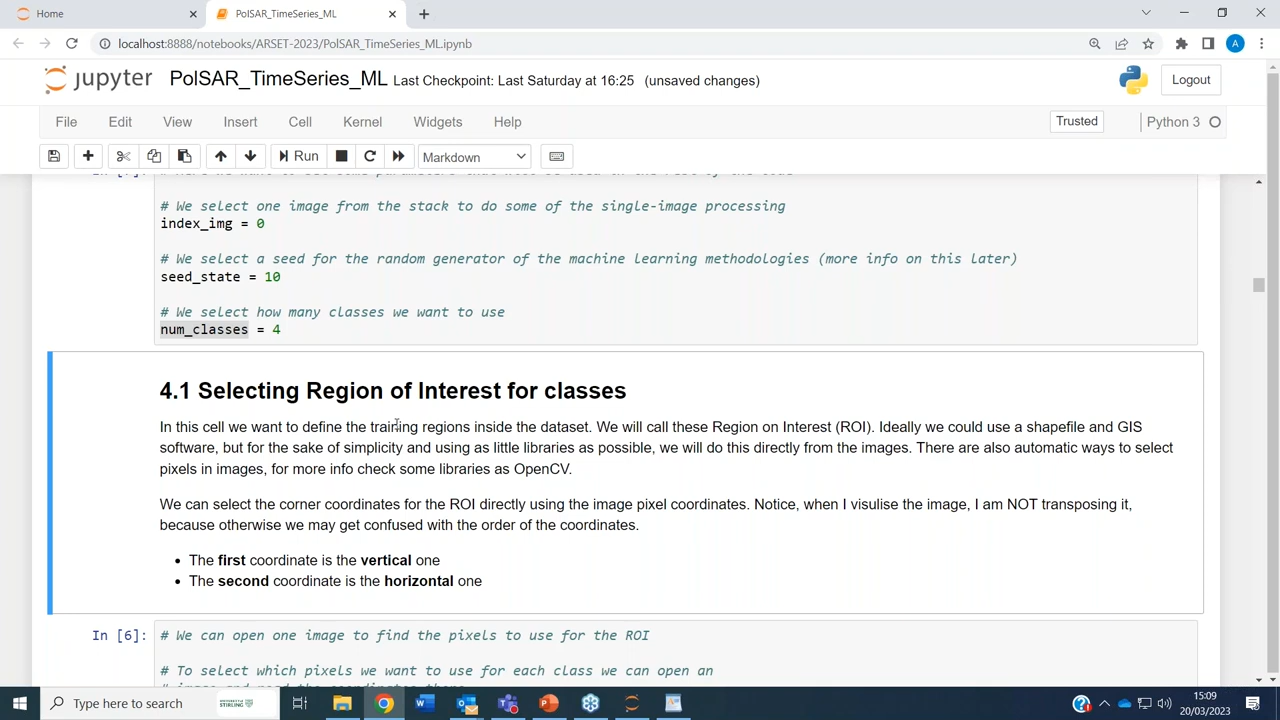 Home
PolSAR_TimeSeries_ML
localhost:8888/notebooks/ARSET-2023/PolSAR_TimeSeries_ML.ipynb
A
jupyter PolSAR_TimeSeries_ML Last Checkpoint: Last Saturday at 16:25 (unsaved changes)
Logout
File Edit View Insert Cell Kernel Widgets Help
Trusted
Python 3
Run
Markdown
# We select one image from the stack to do some of the single-image processing
index_img = 0
# We select a seed for the random generator of the machine learning methodologies (more info on this later)
seed_state = 10
# We select how many classes we want to use
num_classes = 4
4.1 Selecting Region of Interest for classes
In this cell we want to define the training regions inside the dataset. We will call these Region on Interest (ROI). Ideally we could use a shapefile and GIS
software, but for the sake of simplicity and using as little libraries as possible, we will do this directly from the images. There are also automatic ways to select
pixels in images, for more info check some libraries as OpenCV.
We can select the corner coordinates for the ROI directly using the image pixel coordinates. Notice, when I visulise the image, I am NOT transposing it,
because otherwise we may get confused with the order of the coordinates.
• The first coordinate is the vertical one
• The second coordinate is the horizontal one
In [6]: # We can open one image to find the pixels to use for the ROI
# To select which pixels we want to use for each class we can open an
Type here to search
15:09
20/03/2023